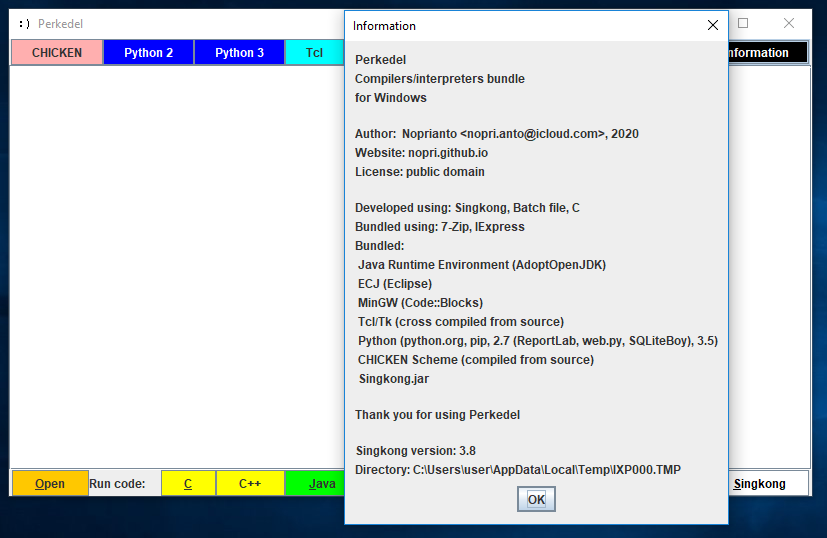 :) Perkedel
CHICKEN Python 2 Python 3 Tcl
Information
nformation
Perkedel
Compilers/interpreters bundle
for Windows
Author: Noprianto <nopri.anto@icloud.com>, 2020
Website: nopri.github.io
License: public domain
Developed using: Singkong, Batch file, C
Bundled using: 7-Zip, IExpress
Bundled:
Java Runtime Environment (AdoptOpenJDK)
ECJ (Eclipse)
MinGW (Code::Blocks)
Tcl/Tk (cross compiled from source)
Python (python.org, pip, 2.7 (ReportLab, web.py, SQLiteBoy), 3.5)
CHICKEN Scheme (compiled from source)
Singkong.jar
Thank you for using Perkedel
Singkong version: 3.8
Directory: C:\Users\user\AppData\Local\Temp\IXP000.TMP
OK
Open Run code: C C++ Java Singkong